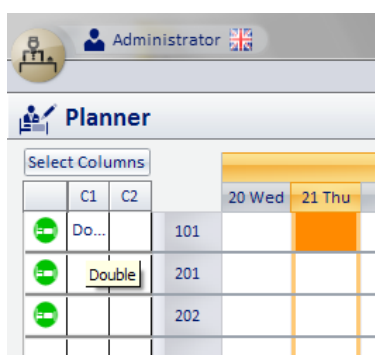 Administrator
Planner
Select Columns
C1 C2 20 Wed 21 Thu
Do... 101
Double 201
202